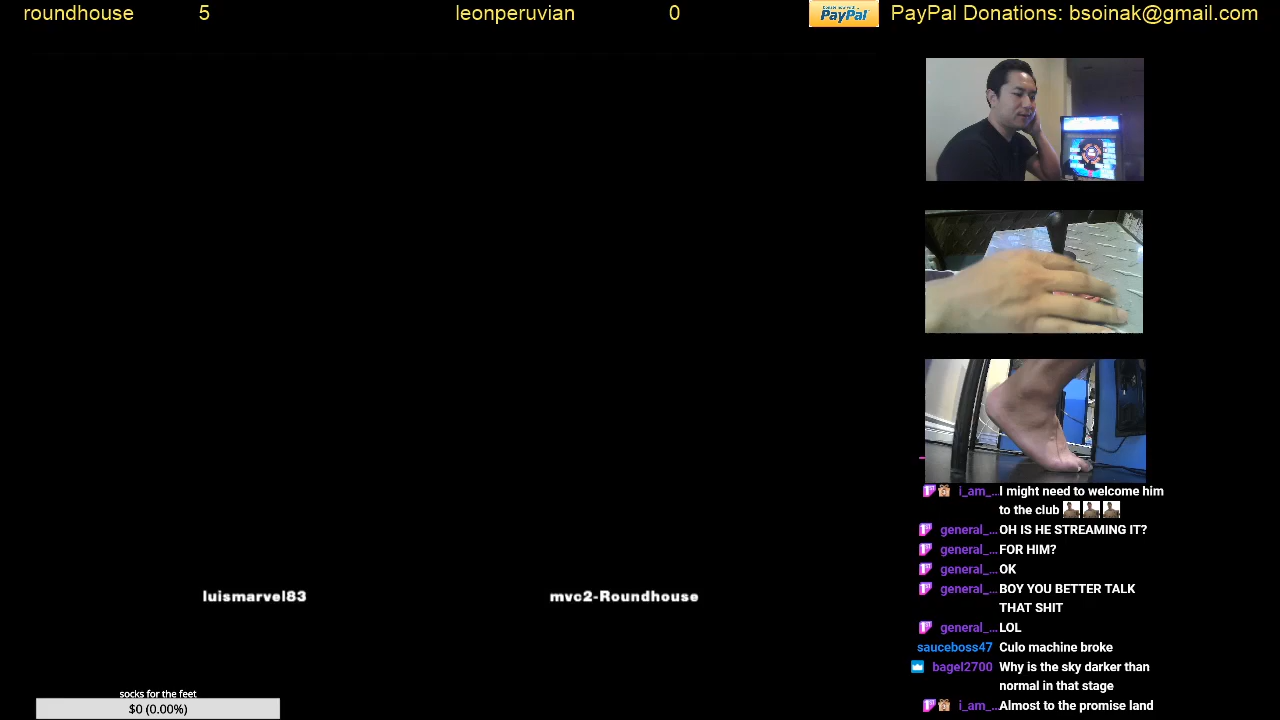 roundhouse 5 leonperuvian 0 PayPal PayPal Donations: bsoinak@gmail.com
luismarvel83 mvc2-Roundhouse
socks for the feet
$0 (0.00%)
i_am_... I might need to welcome him
to the club
general_... OH IS HE STREAMING IT?
general_... FOR HIM?
general_... OK
general_... BOY YOU BETTER TALK
THAT SHIT
general_... LOL
sauceboss47 Culo machine broke
bagel2700 Why is the sky darker than
normal in that stage
i_am_... Almost to the promise land